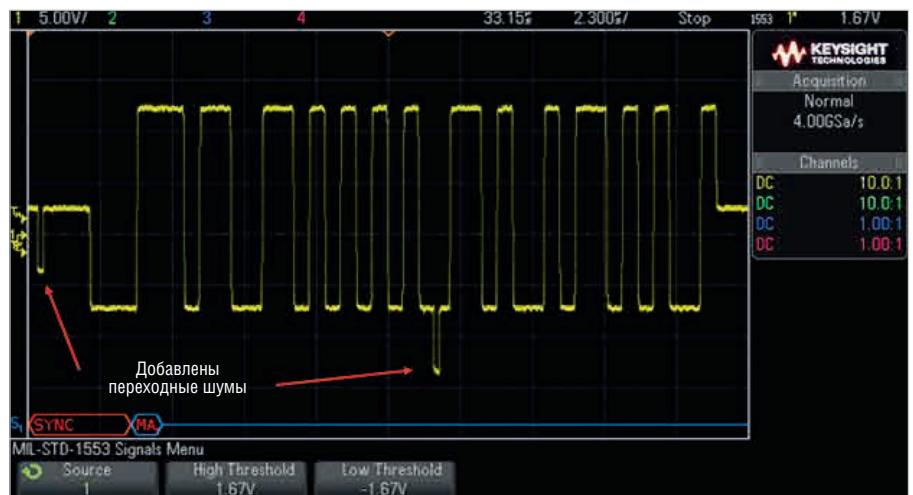 1 5.00V/ 2 3 4 33.15s 2.300s/ Stop 1553 1 1.67V
KEYSIGHT
TECHNOLOGIES
Acquisition
Normal
4.00GSa/s
Channels
DC 10.0:1
DC 10.0:1
DC 1.00:1
DC 1.00:1
Добавлены
переходные шумы
S1 SYNC MA
MIL-STD-1553 Signals Menu
Source High Threshold Low Threshold
1 1.67V -1.67V